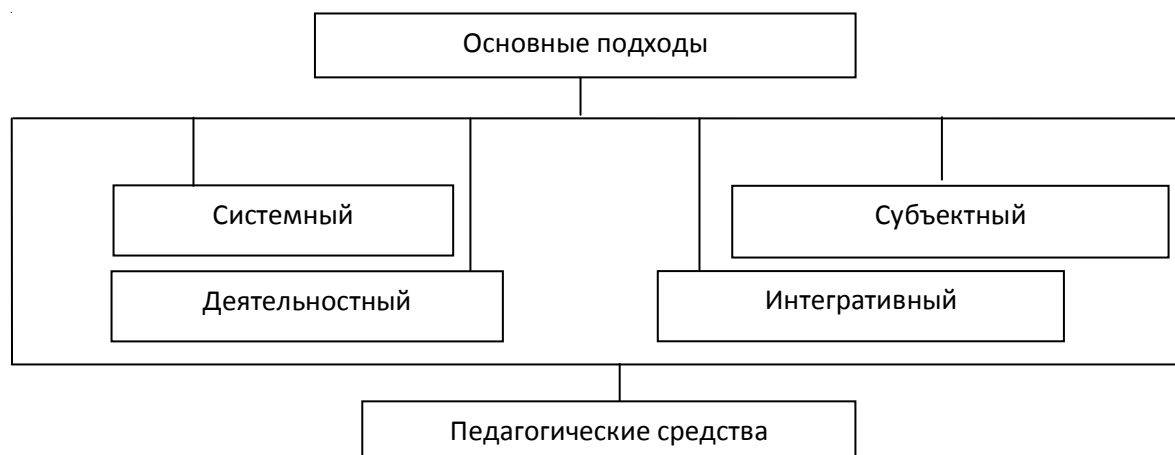 Основные подходы
Системный
Субъектный
Деятельностный
Интегративный
Педагогические средства